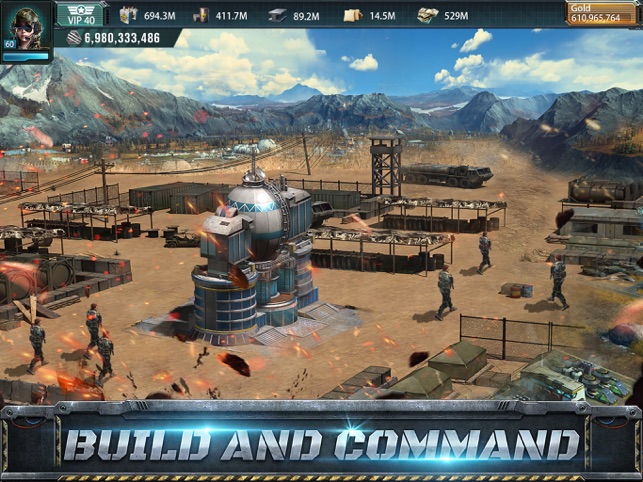 VIP 40
694.3M
411.7M
89.2M
14.5M
529M
Gold
610,965,764
60
6,980,333,486
BUILD AND COMMAND